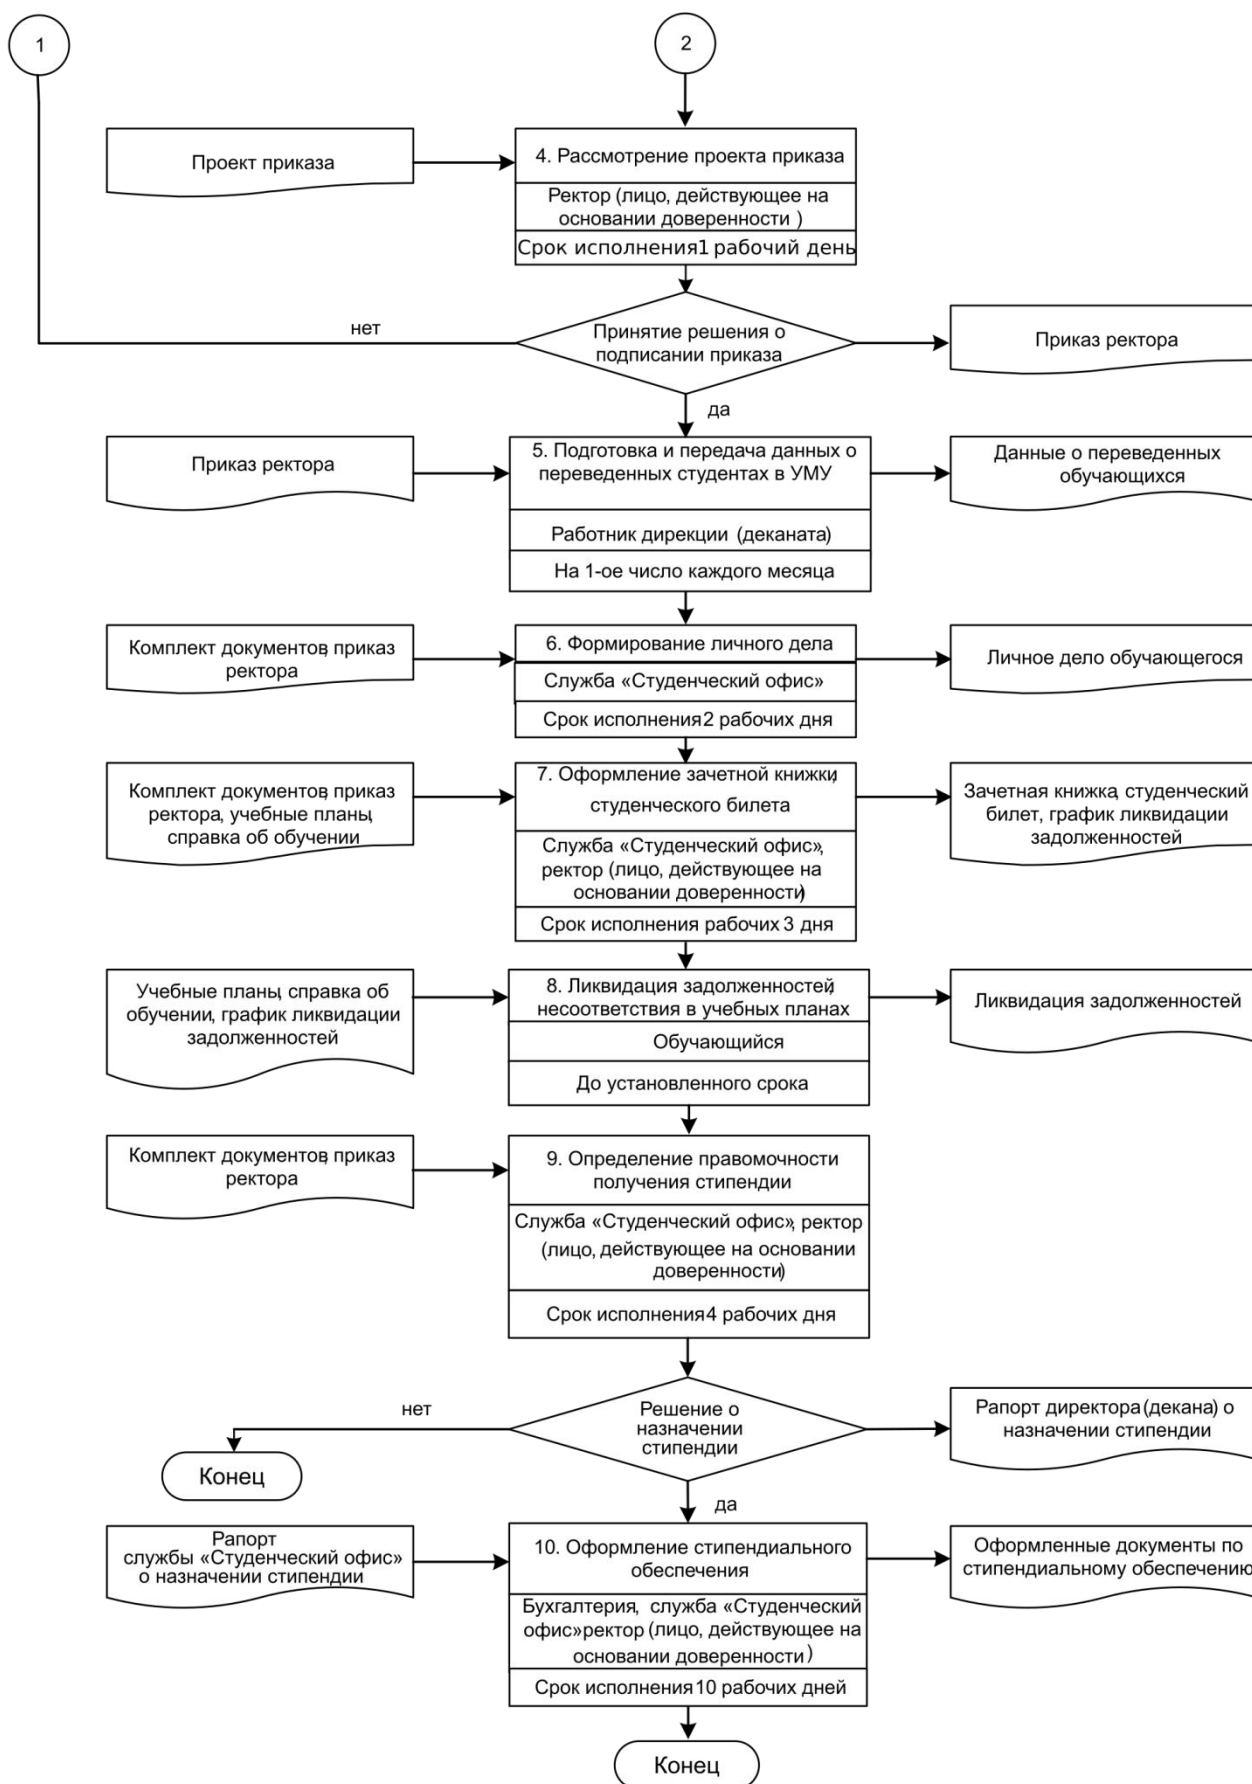 1
2
Проект приказа
4. Рассмотрение проекта приказа
Ректор (лицо, действующее на
основании доверенности )
Срок исполнения1 рабочий день
нет
Принятие решения о
подписании приказа
Приказ ректора
да
Приказ ректора
5. Подготовка и передача данных о
переведенных студентах в УМУ
Работник дирекции (деканата)
На 1-ое число каждого месяца
Данные о переведенных
обучающихся
Комплект документов, приказ
ректора
6. Формирование личного дела
Служба «Студенческий офис»
Срок исполнения2 рабочих дня
Личное дело обучающегося
Комплект документов, приказ
ректора, учебные планы,
справка об обучении
7. Оформление зачетной книжки,
студенческого билета
Служба «Студенческий офис»,
ректор (лицо, действующее на
основании доверенности)
Срок исполнения рабочих 3 дня
Зачетная книжка, студенческий
билет, график ликвидации
задолженностей
Учебные планы, справка об
обучении, график ликвидации
задолженностей
8. Ликвидация задолженностей,
несоответствия в учебных планах
Обучающийся
До установленного срока
Ликвидация задолженностей
Комплект документов, приказ
ректора
9. Определение правомочности
получения стипендии
Служба «Студенческий офис», ректор
(лицо, действующее на основании
доверенности)
Срок исполнения4 рабочих дня
нет
Решение о
назначении
стипендии
Рапорт директора (декана) о
назначении стипендии
Конец
да
Рапорт
службы «Студенческий офис»
о назначении стипендии
10. Оформление стипендиального
обеспечения
Бухгалтерия, служба «Студенческий
офис»ректор (лицо, действующее на
основании доверенности )
Срок исполнения10 рабочих дней
Оформленные документы по
стипендиальному обеспечению
Конец